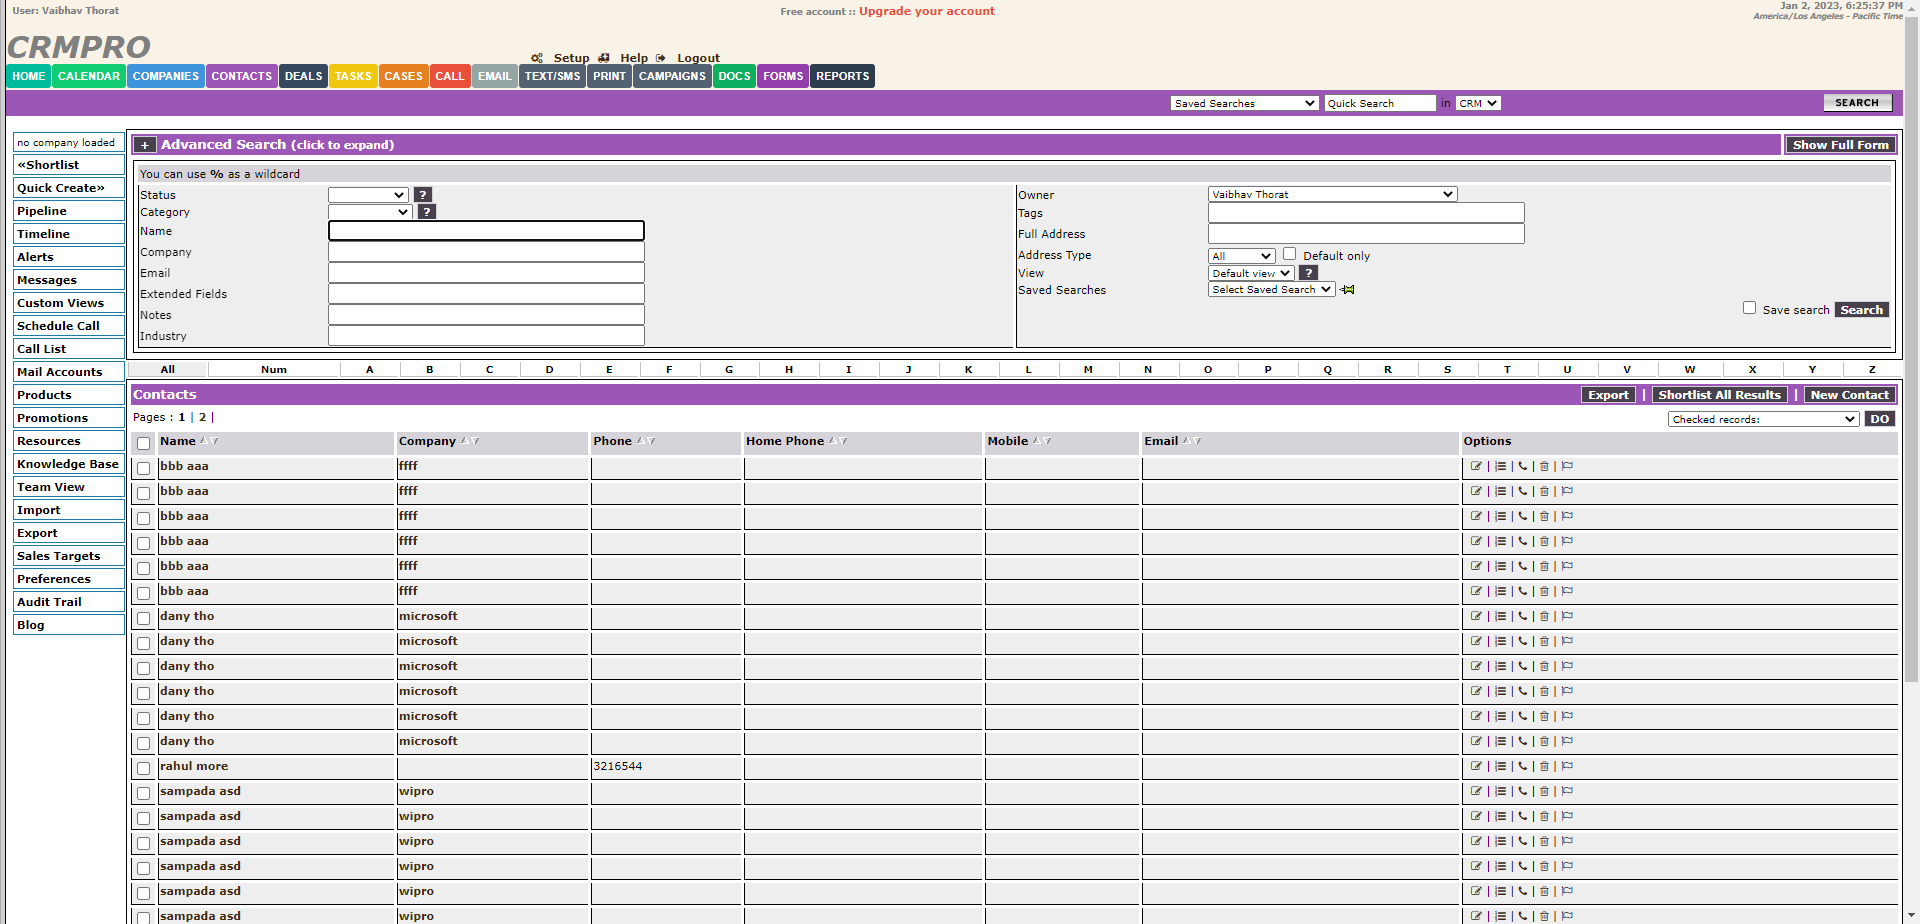 User: Vaibhav Thorat
Free account :: Upgrade your account
Jan 2, 2023, 6:25:37 PM
America/Los Angeles - Pacific Time
CRMPRO
Setup Help Logout
HOME CALENDAR COMPANIES CONTACTS DEALS TASKS CASES CALL EMAIL TEXT/SMS PRINT CAMPAIGNS DOCS FORMS REPORTS
Saved Searches Quick Search in CRM SEARCH
no company loaded
«Shortlist
Quick Create»
Pipeline
Timeline
Alerts
Messages
Custom Views
Schedule Call
Call List
Mail Accounts
Products
Promotions
Resources
Knowledge Base
Team View
Import
Export
Sales Targets
Preferences
Audit Trail
Blog
+ Advanced Search (click to expand) Show Full Form
You can use % as a wildcard
Status ?
Category ?
Name
Company
Email
Extended Fields
Notes
Industry
Owner Vaibhav Thorat
Tags
Full Address
Address Type All Default only
View Default view ?
Saved Searches Select Saved Search
Save search Search
All Num A B C D E F G H I J K L M N O P Q R S T U V W X Y Z
Contacts Export | Shortlist All Results | New Contact
Pages : 1 | 2 |
Checked records: DO
Name Company Phone Home Phone Mobile Email Options
bbb aaa ffff | | | |
bbb aaa ffff | | | |
bbb aaa ffff | | | |
bbb aaa ffff | | | |
bbb aaa ffff | | | |
bbb aaa ffff | | | |
dany tho microsoft | | | |
dany tho microsoft | | | |
dany tho microsoft | | | |
dany tho microsoft | | | |
dany tho microsoft | | | |
dany tho microsoft | | | |
rahul more 3216544 | | | |
sampada asd wipro | | | |
sampada asd wipro | | | |
sampada asd wipro | | | |
sampada asd wipro | | | |
sampada asd wipro | | | |
sampada asd wipro | | | |